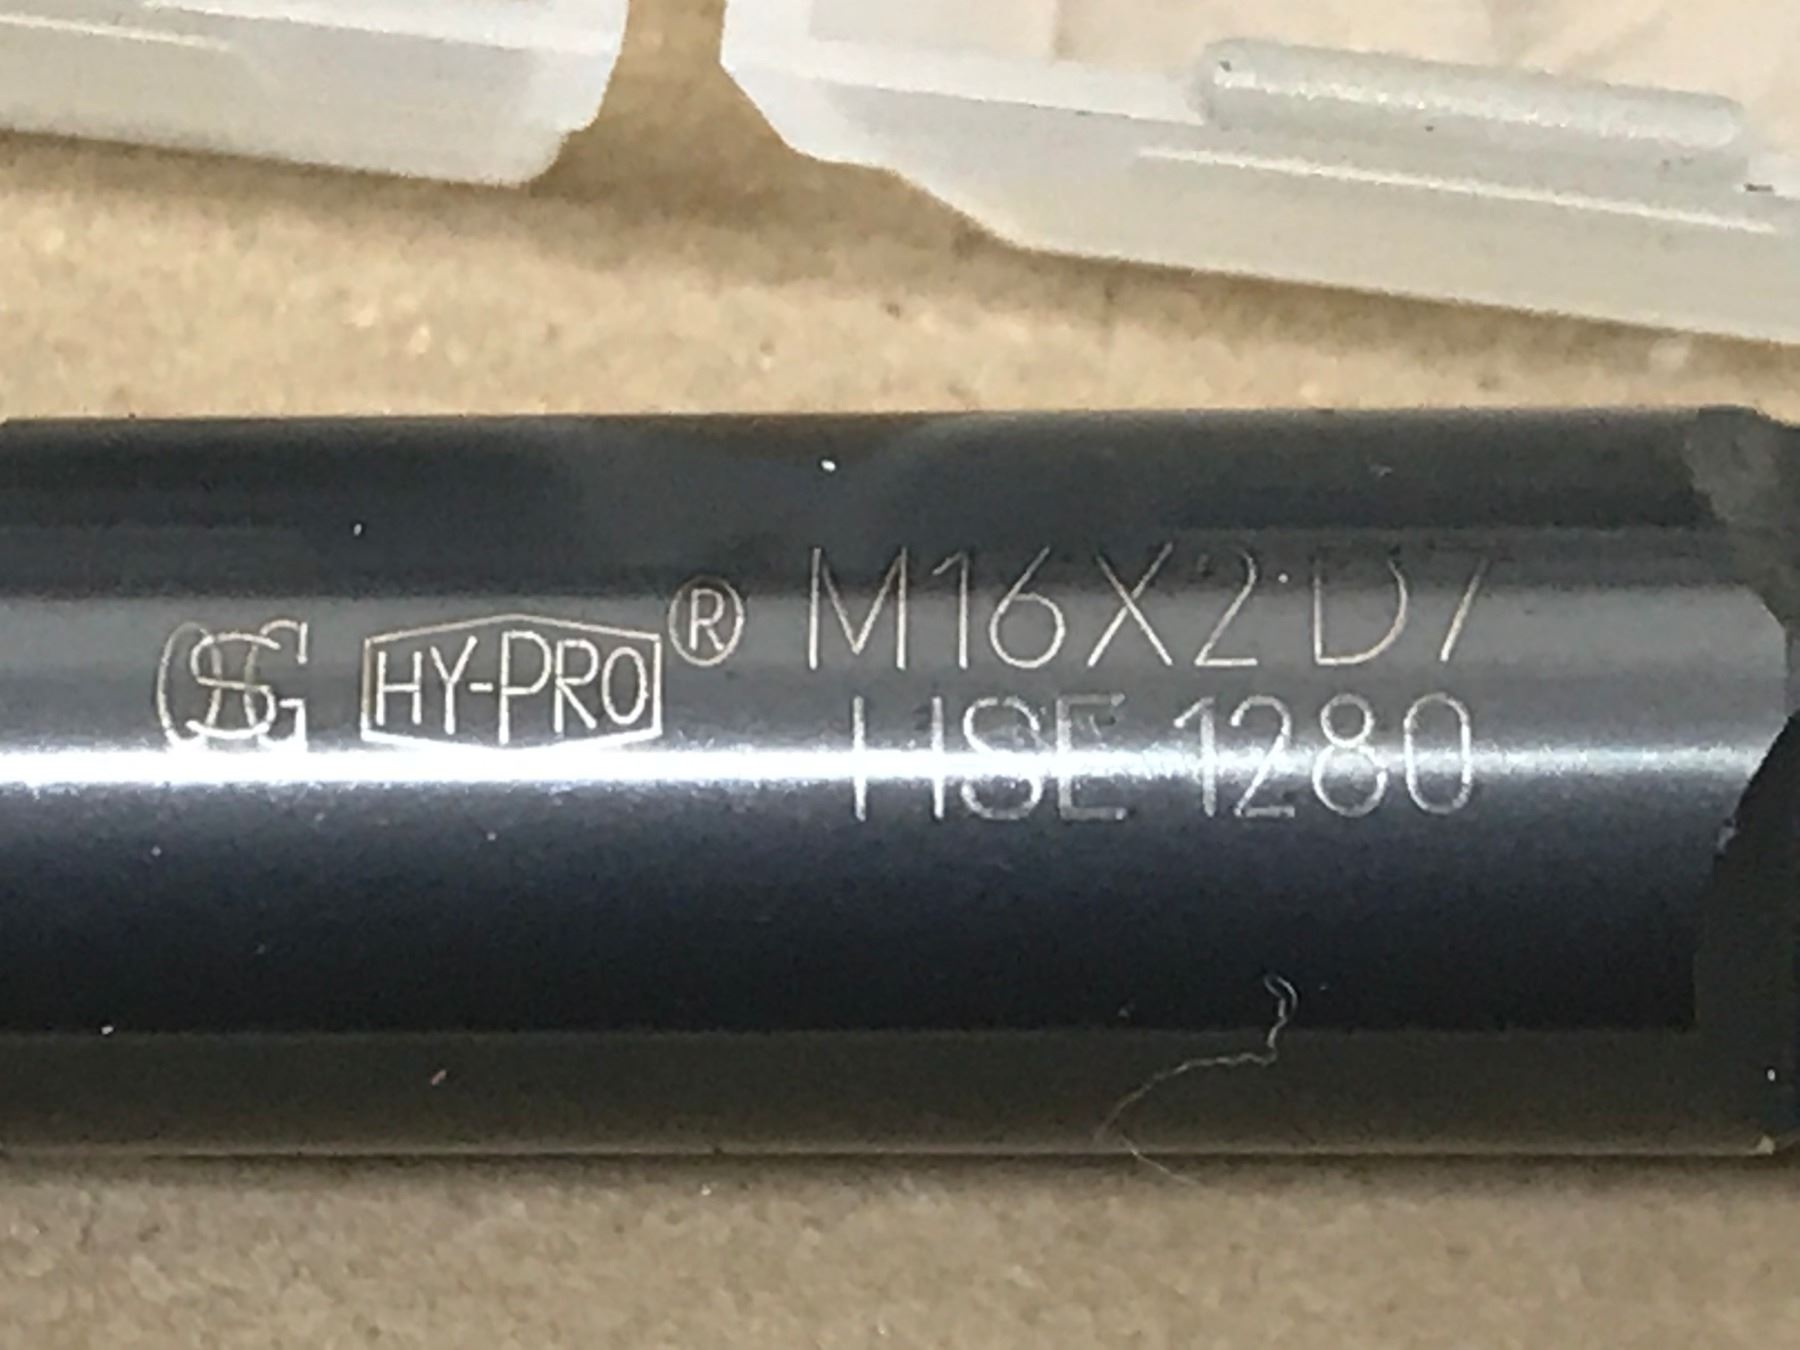 OSG HY-PRO® M16X2 D7
HSE 1280